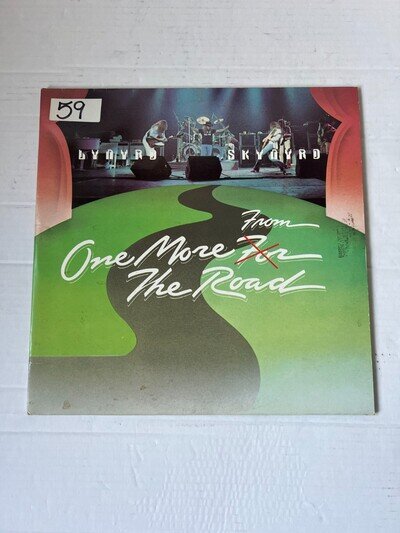 59
LYNYRD SKYNYRD
From
One More For
The Road